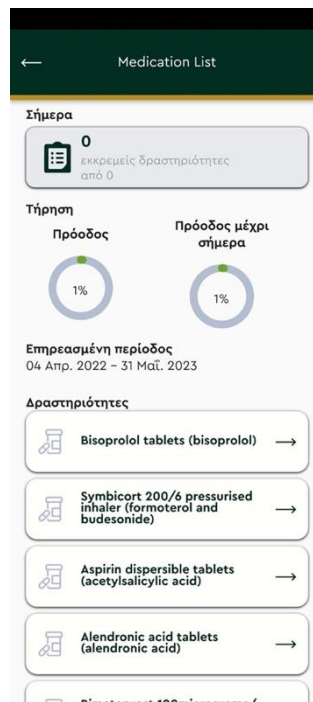 Medication List
Σήμερα
0
εκκρεμείς δραστηριότητες
από 0
Τήρηση
Πρόοδος
Πρόοδος μέχρι
σήμερα
1%
1%
Επηρεασμένη περίοδος
04 Απρ. 2022 – 31 Μαΐ. 2023
Δραστηριότητες
Bisoprolol tablets (bisoprolol)
Symbicort 200/6 pressurised
inhaler (formoterol and
budesonide)
Aspirin dispersible tablets
(acetylsalicylic acid)
Alendronic acid tablets
(alendronic acid)